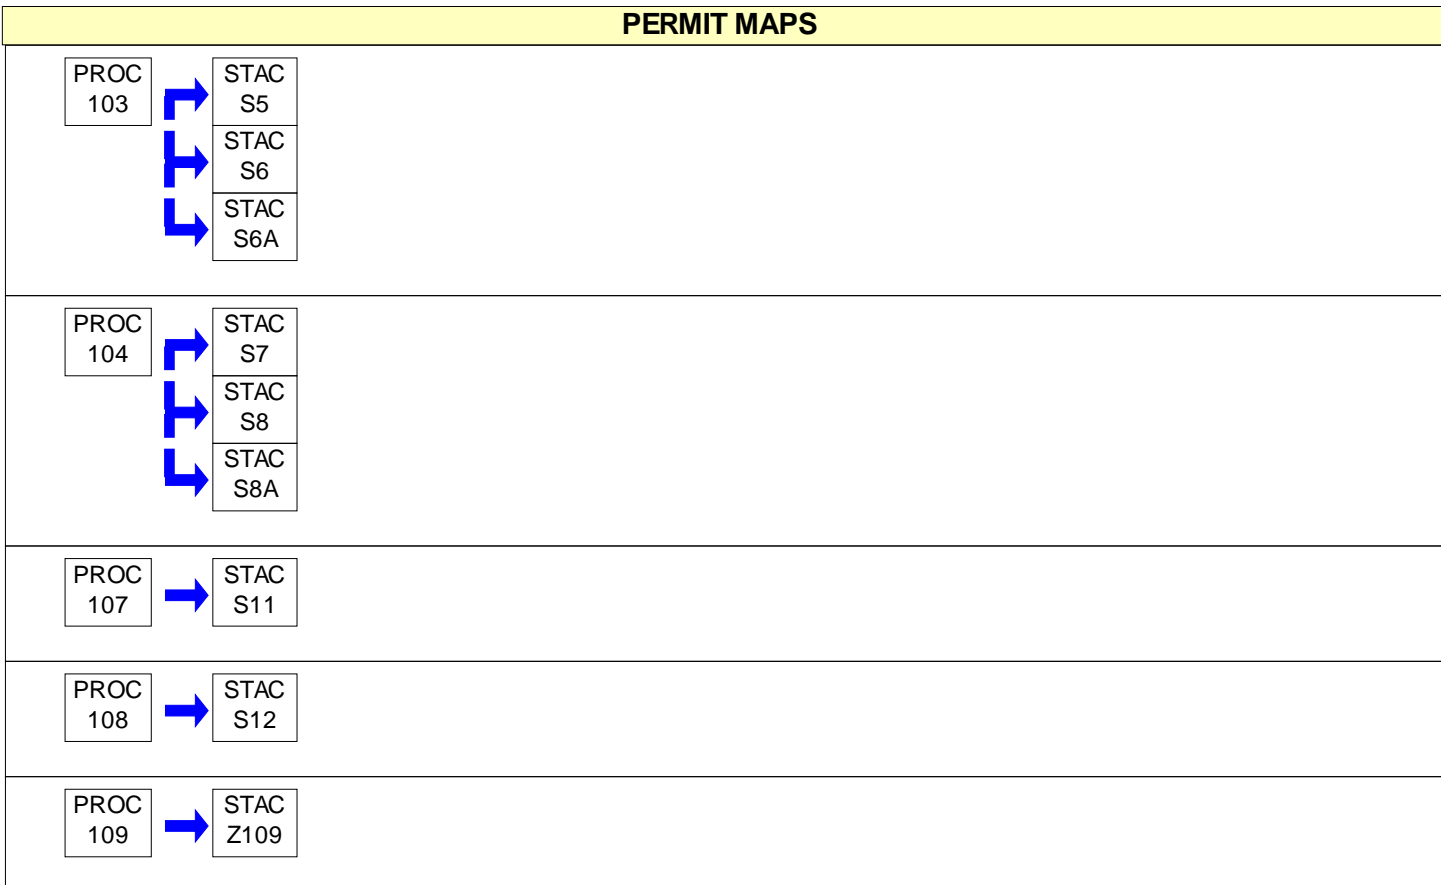 PERMIT MAPS
PROC
103
STAC
S5
STAC
S6
STAC
S6A
PROC
104
STAC
S7
STAC
S8
STAC
S8A
PROC
107
STAC
S11
PROC
108
STAC
S12
PROC
109
STAC
Z109